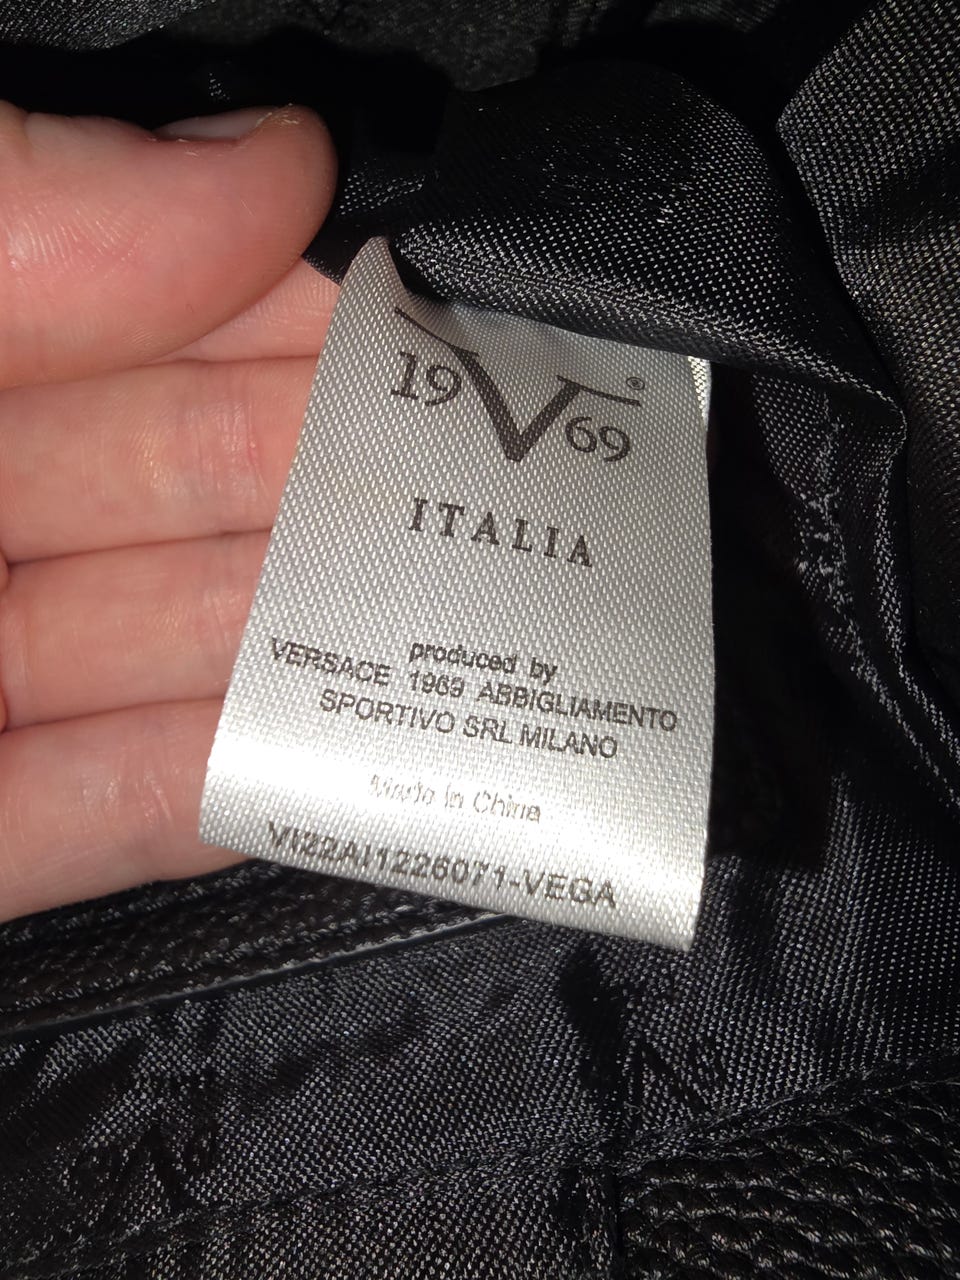 19V69®
ITALIA
produced by
VERSACE 1969 ABBIGLIAMENTO
SPORTIVO SRL MILANO
Made in China
VI22AI1226071-VEGA